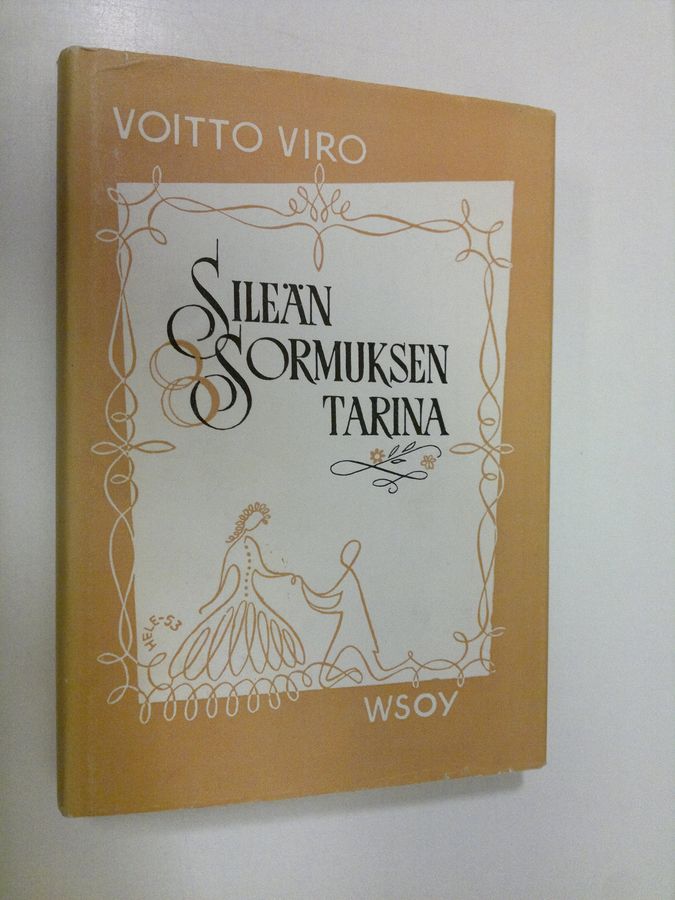 VOITTO VIRO
SILEÄN
SORMUKSEN
TARINA
HELE-53
WSOY